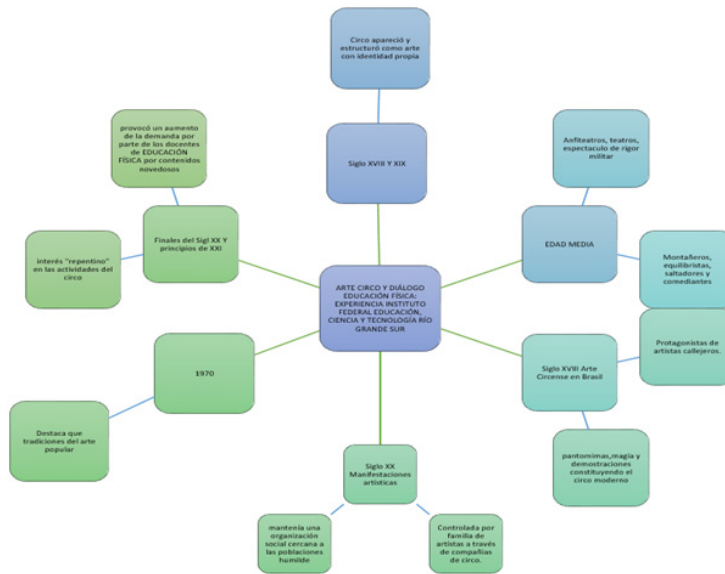 Circo apareció y
estructuró como arte
con identidad propia
Siglo XVIII Y XIX
provocó un aumento
de la demanda por
parte de los docentes
de EDUCACIÓN
FÍSICA por contenidos
novedosos
Finales del Sigl XX Y
principios de XXI
interés "repentino"
en las actividades del
circo
Anfiteatros, teatros,
espectaculo de rigor
militar
EDAD MEDIA
Montañeros,
equilibristas,
saltadores y
comediantes
ARTE CIRCO Y DIÁLOGO
EDUCACIÓN FÍSICA:
EXPERIENCIA INSTITUTO
FEDERAL EDUCACIÓN,
CIENCIA Y TECNOLOGÍA RÍO
GRANDE SUR
Protagonistas de
artistas callejeros.
Siglo XVIII Arte
Circense en Brasil
pantomimas,magia y
demostraciones
constituyendo el
circo moderno
1970
Destaca que
tradiciones del arte
popular
Siglo XX
Manifestaciones
artísticas
mantenía una
organización
social cercana a
las poblaciones
humilde
Controlada por
familia de
artistas a través
de compañías
de circo.